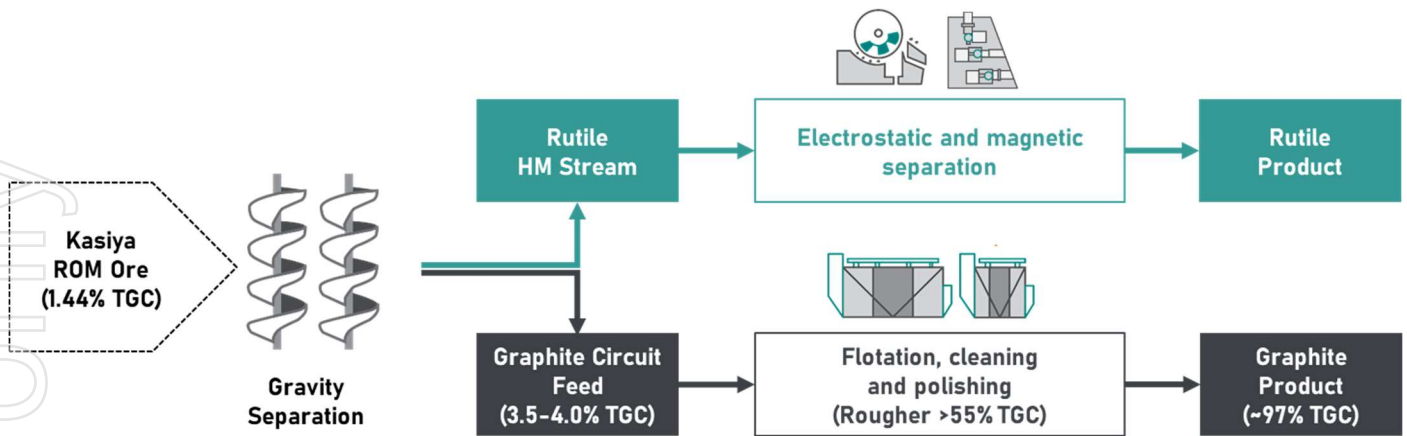 Kasiya
ROM Ore
(1.44% TGC)
Gravity
Separation
Rutile
HM Stream
Electrostatic and magnetic
separation
Rutile
Product
Graphite Circuit
Feed
(3.5-4.0% TGC)
Flotation, cleaning
and polishing
(Rougher >55% TGC)
Graphite
Product
(~97% TGC)